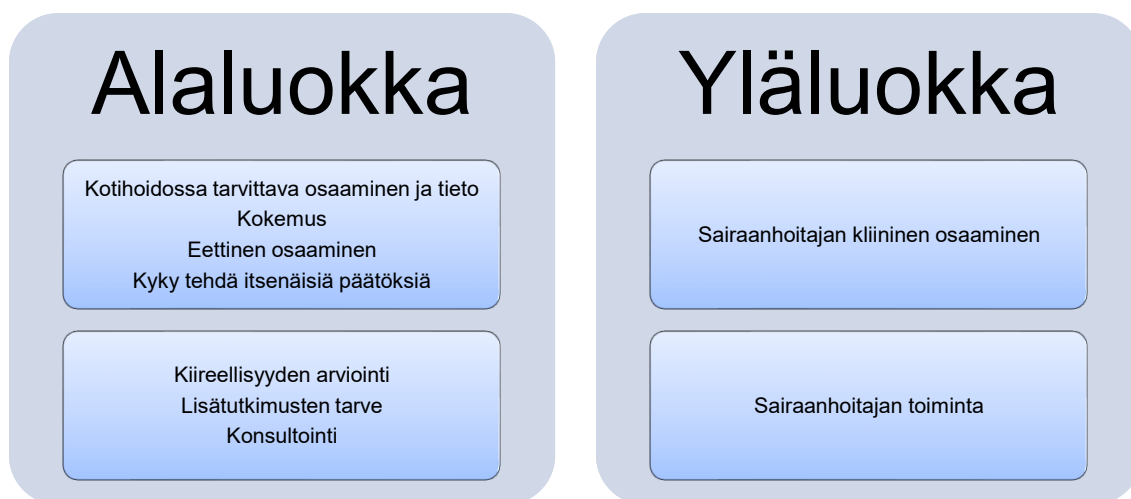 Alaluokka
Kotihoidossa tarvittava osaaminen ja tieto
Kokemus
Eettinen osaaminen
Kyky tehdä itsenäisiä päätöksiä
Kiireellisyyden arviointi
Lisätutkimusten tarve
Konsultointi
Yläluokka
Sairaanhoitajan kliininen osaaminen
Sairaanhoitajan toiminta